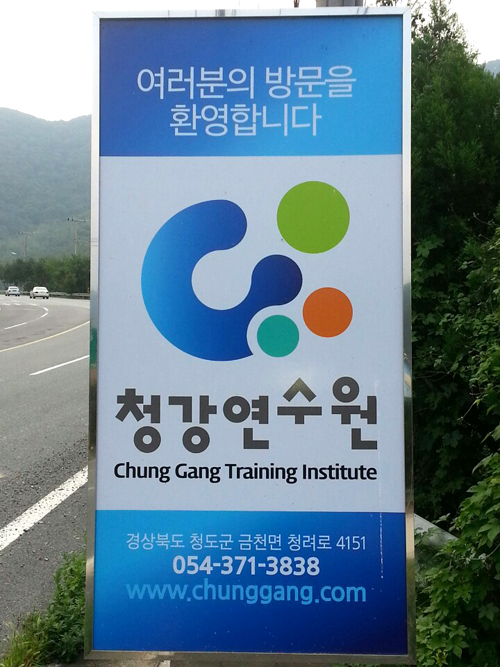 여러분의 방문을
환영합니다
청강연수원
Chung Gang Training Institute
경상북도 청도군 금천면 청려로 4151
054-371-3838
www.chunggang.com